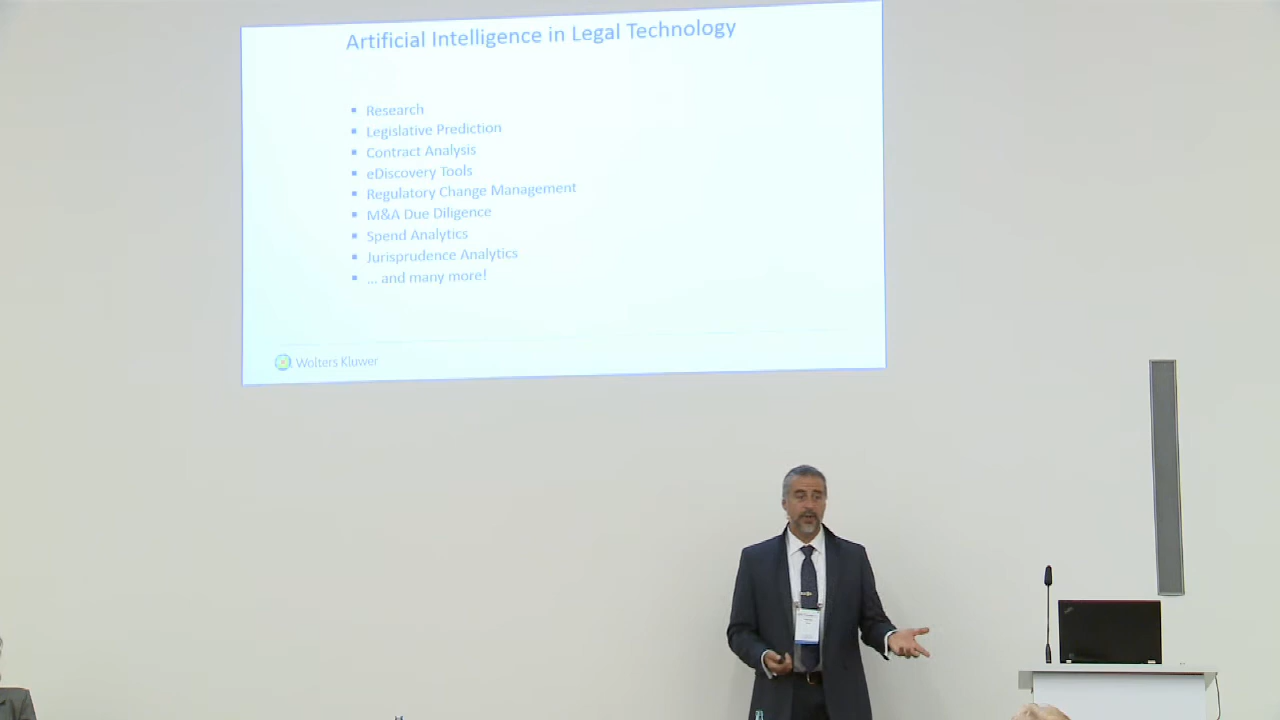 Artificial Intelligence in Legal Technology
Research
Legislative Prediction
Contract Analysis
eDiscovery Tools
Regulatory Change Management
M&A Due Diligence
Spend Analytics
Jurisprudence Analytics
... and many more!
Wolters Kluwer